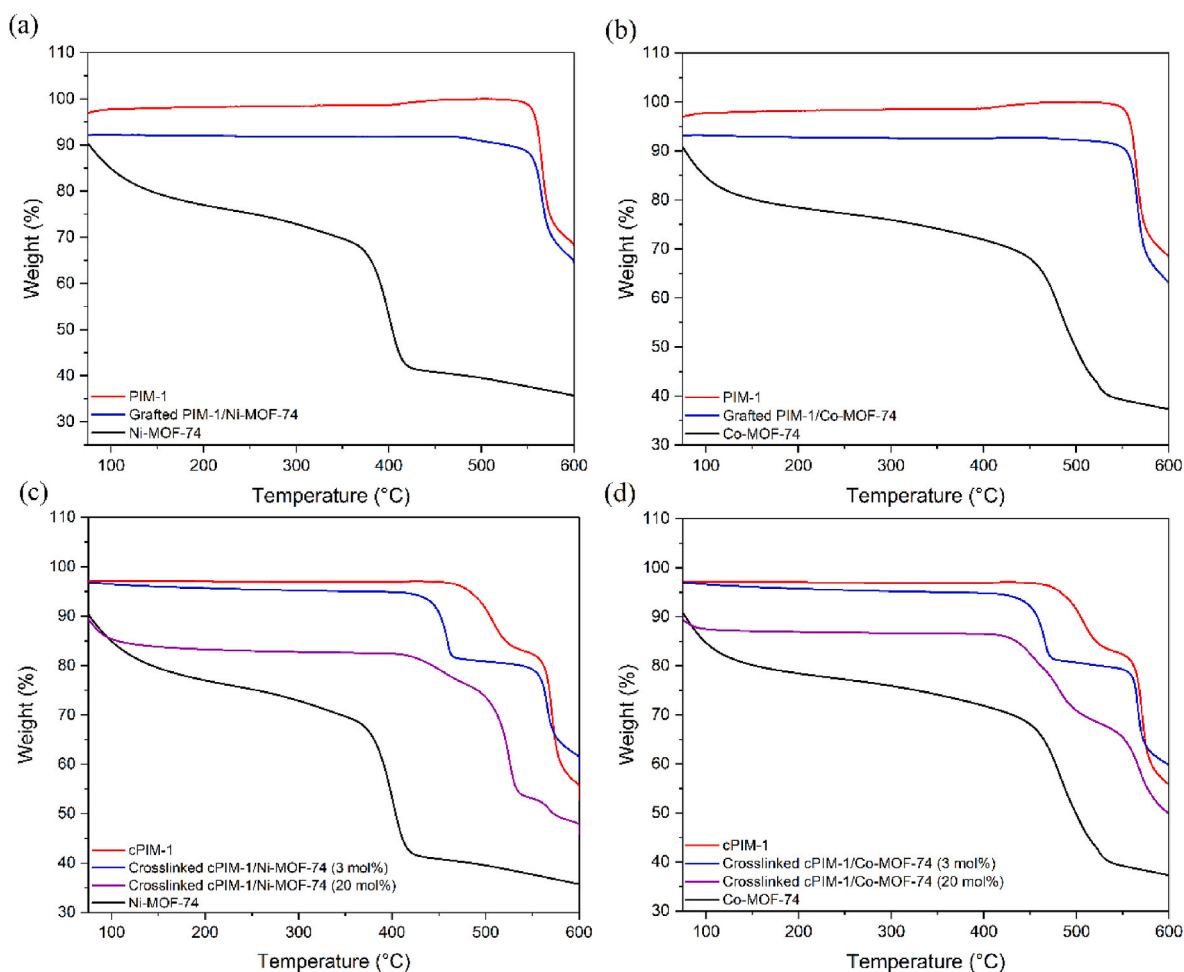 (a)
110
100
90
80
70
60
50
40
30
Weight (%)
PIM-1
Grafted PIM-1/Ni-MOF-74
Ni-MOF-74
100 200 300 400 500 600
Temperature (°C)
(b)
110
100
90
80
70
60
50
40
30
Weight (%)
PIM-1
Grafted PIM-1/Co-MOF-74
Co-MOF-74
100 200 300 400 500 600
Temperature (°C)
(c)
110
100
90
80
70
60
50
40
30
Weight (%)
cPIM-1
Crosslinked cPIM-1/Ni-MOF-74 (3 mol%)
Crosslinked cPIM-1/Ni-MOF-74 (20 mol%)
Ni-MOF-74
100 200 300 400 500 600
Temperature (°C)
(d)
110
100
90
80
70
60
50
40
30
Weight (%)
cPIM-1
Crosslinked cPIM-1/Co-MOF-74 (3 mol%)
Crosslinked cPIM-1/Co-MOF-74 (20 mol%)
Co-MOF-74
100 200 300 400 500 600
Temperature (°C)